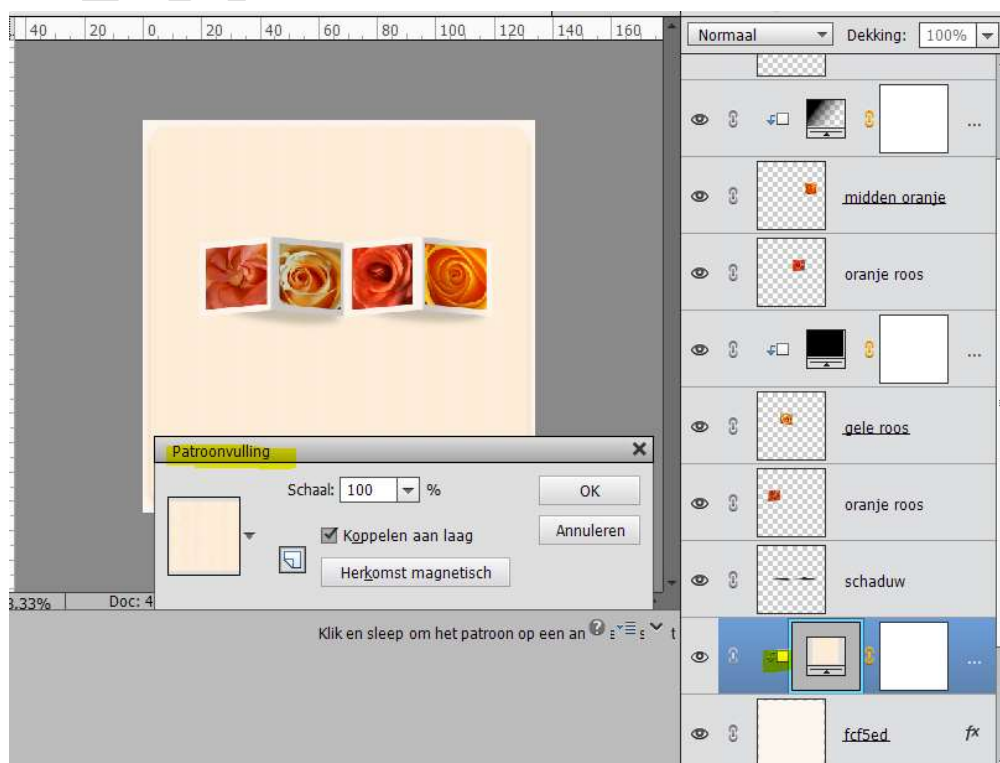 40 20 0 20 40 60 80 100 120 140 160
Normaal Dekking: 100%
...
midden oranje
oranje roos
...
gele roos
oranje roos
schaduw
...
fcf5ed fx
Patroonvulling
Schaal: 100 %
OK
Koppelen aan laag
Annuleren
Herkomst magnetisch
3,33% Doc: 4
Klik en sleep om het patroon op een an